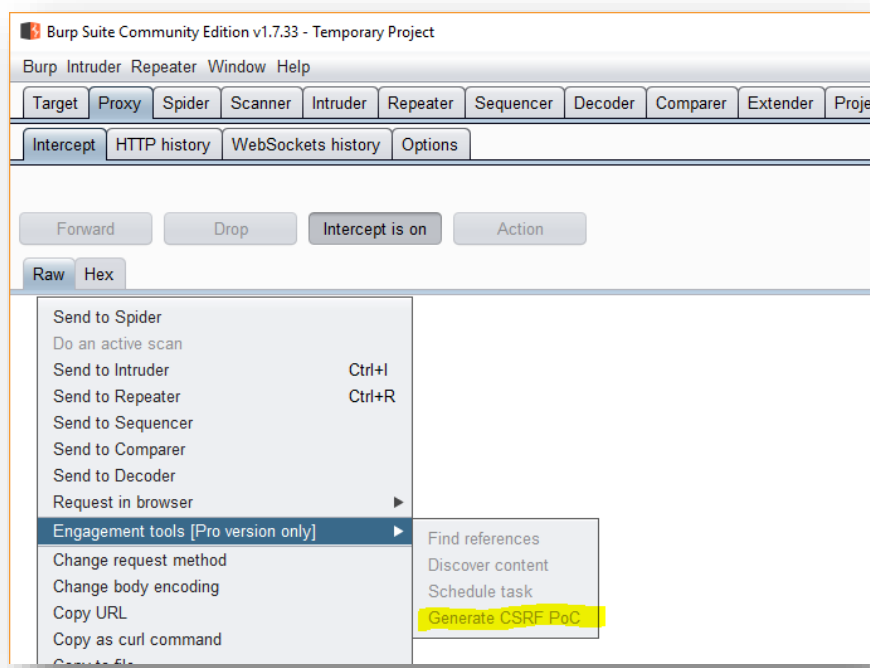 Burp Suite Community Edition v1.7.33 - Temporary Project
Burp Intruder Repeater Window Help
Target Proxy Spider Scanner Intruder Repeater Sequencer Decoder Comparer Extender Proje
Intercept HTTP history WebSockets history Options
Forward Drop Intercept is on Action
Raw Hex
Send to Spider
Do an active scan
Send to Intruder Ctrl+I
Send to Repeater Ctrl+R
Send to Sequencer
Send to Comparer
Send to Decoder
Request in browser
Engagement tools [Pro version only]
Find references
Discover content
Schedule task
Generate CSRF PoC
Change request method
Change body encoding
Copy URL
Copy as curl command
Copy to file